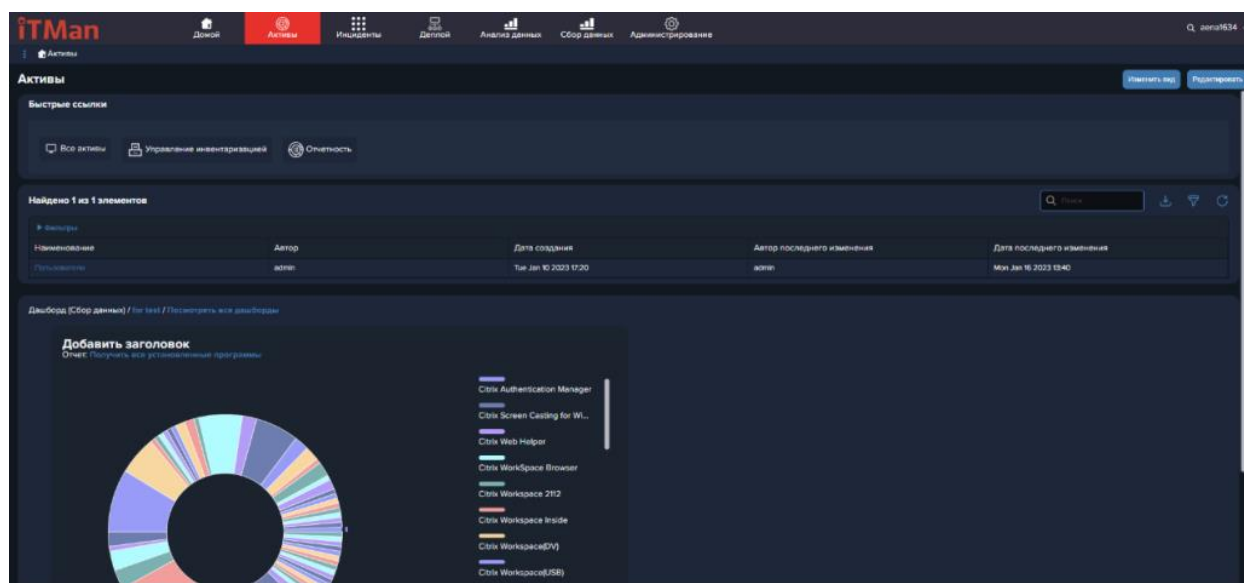 iTMan
Домой
Активы
Инциденты
Деплой
Анализ данных
Сбор данных
Администрирование
aena1634
Активы
Активы
Изменить вид
Редактировать
Быстрые ссылки
Все активы
Управление инвентаризацией
Отчетность
Найдено 1 из 1 элементов
Поиск
Фильтры
Наименование Автор Дата создания Автор последнего изменения Дата последнего изменения
Пользователи admin Tue Jan 10 2023 17:20 admin Mon Jan 16 2023 13:40
Дашборд (Сбор данных) / for test / Посмотреть все дашборды
Добавить заголовок
Отчет: Получить все установленные программы
Citrix Authentication Manager
Citrix Screen Casting for Wi...
Citrix Web Helper
Citrix WorkSpace Browser
Citrix Workspace 2112
Citrix Workspace Inside
Citrix Workspace(DV)
Citrix Workspace(USB)